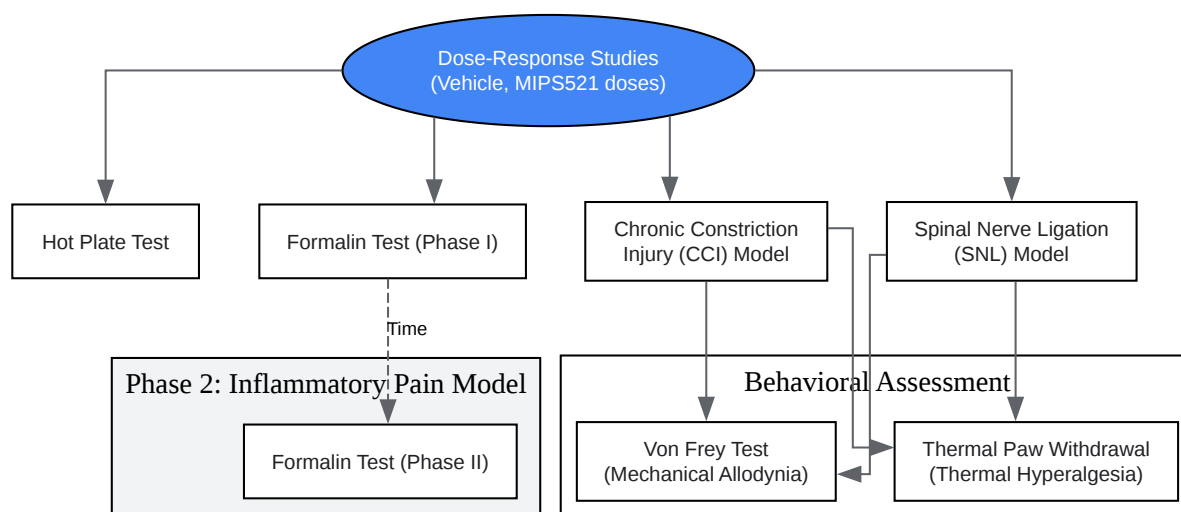 Dose-Response Studies
(Vehicle, MIPS521 doses)
Hot Plate Test
Formalin Test (Phase I)
Chronic Constriction
Injury (CCI) Model
Spinal Nerve Ligation
(SNL) Model
Time
Phase 2: Inflammatory Pain Model
Behavioral Assessment
Formalin Test (Phase II)
Von Frey Test
(Mechanical Allodynia)
Thermal Paw Withdrawal
(Thermal Hyperalgesia)